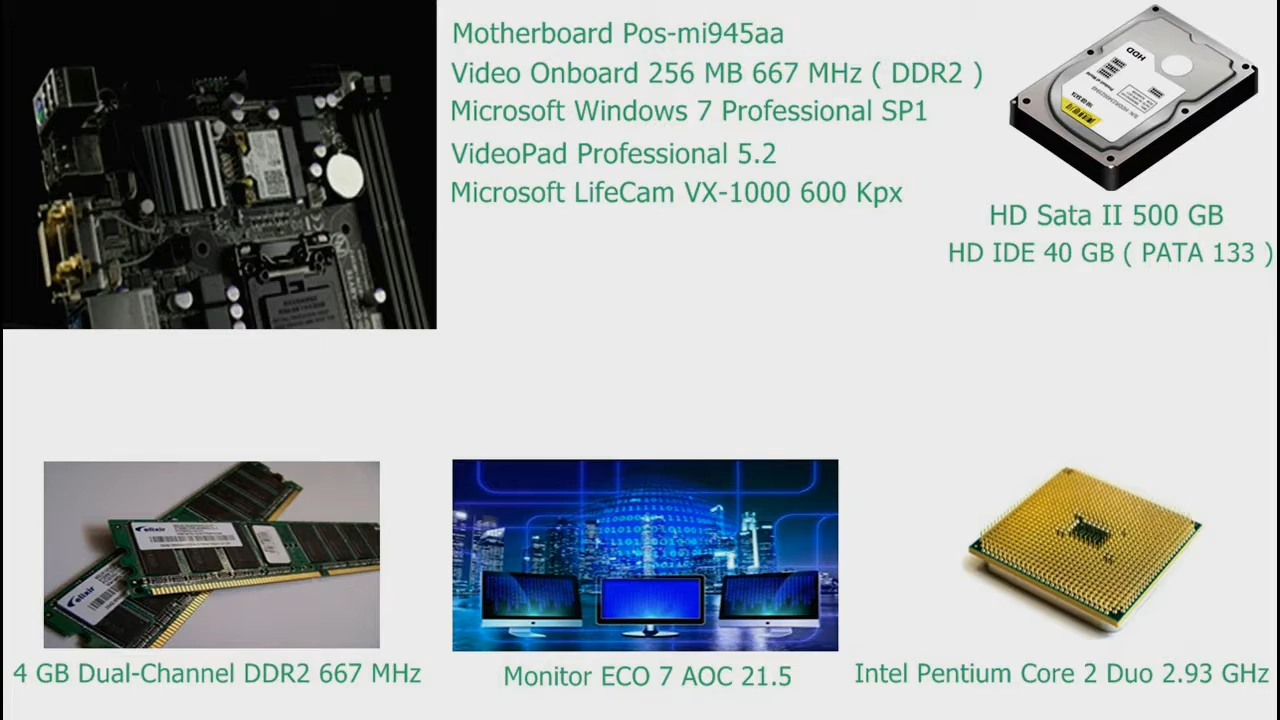 Motherboard Pos-mi945aa
Video Onboard 256 MB 667 MHz ( DDR2 )
Microsoft Windows 7 Professional SP1
VideoPad Professional 5.2
Microsoft LifeCam VX-1000 600 Kpx
HDD
HD Sata II 500 GB
HD IDE 40 GB ( PATA 133 )
elixir
elixir
4 GB Dual-Channel DDR2 667 MHz
Monitor ECO 7 AOC 21.5
Intel Pentium Core 2 Duo 2.93 GHz